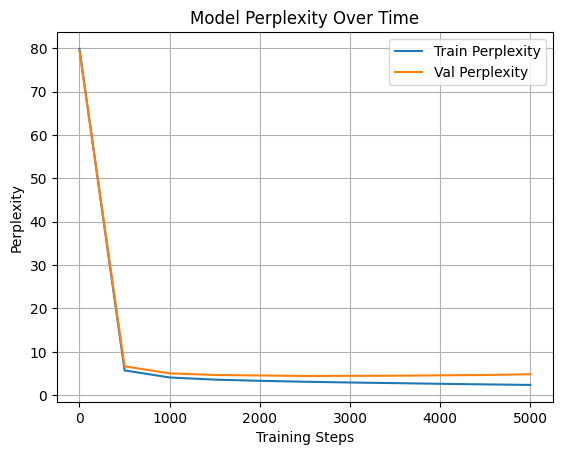 Model Perplexity Over Time
Train Perplexity
Val Perplexity
80
70
60
50
40
30
20
10
0
Perplexity
0 1000 2000 3000 4000 5000
Training Steps